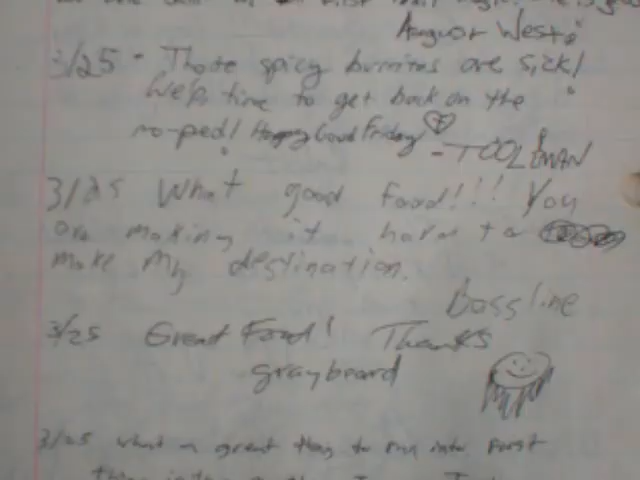 August West
3/25 - Those spicy burritos are sick!
Well, time to get back on the
mo-ped! Happy Good Friday
- TOOLMAN
3/25 What good food!!! You
are making it hard to
make my destination.
Bossline
3/25 Great Food! Thanks
graybeard
3/25 what a great thing to run into first